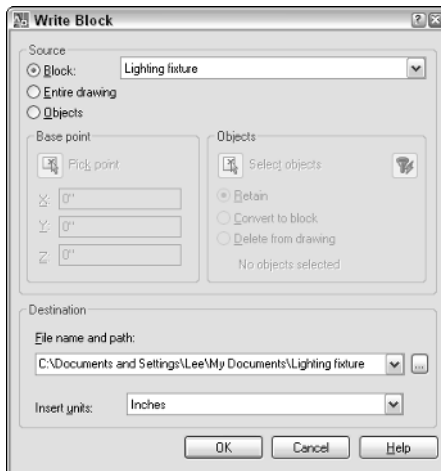 Write Block
Source
Block: Lighting fixture
Entire drawing
Objects
Base point
Pick point
X: 0"
Y: 0"
Z: 0"
Objects
Select objects
Retain
Convert to block
Delete from drawing
No objects selected
Destination
File name and path:
C:\Documents and Settings\Lee\My Documents\Lighting fixture ...
Insert units: Inches
OK Cancel Help